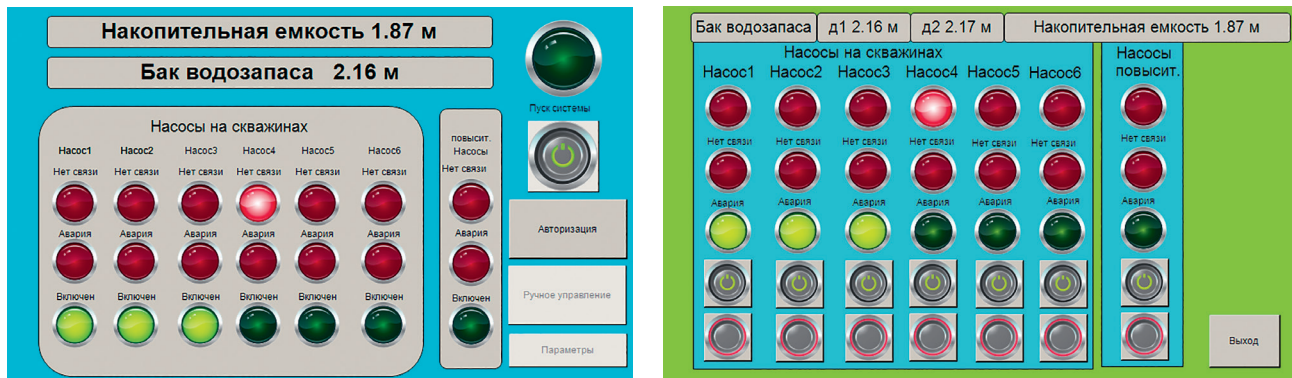 Накопительная емкость 1.87 м
Бак водозапаса 2.16 м
Пуск системы
Насосы на скважинах
Насос1 Насос2 Насос3 Насос4 Насос5 Насос6
Нет связи Нет связи Нет связи Нет связи Нет связи Нет связи
Авария Авария Авария Авария Авария Авария
Включен Включен Включен Включен Включен Включен
повысит.
Насосы
Нет связи
Авария
Включен
Авторизация
Ручное управление
Параметры
Бак водозапаса д1 2.16 м д2 2.17 м Накопительная емкость 1.87 м
Насосы на скважинах
Насос1 Насос2 Насос3 Насос4 Насос5 Насос6
Нет связи Нет связи Нет связи Нет связи Нет связи Нет связи
Авария Авария Авария Авария Авария Авария
Насосы
повысит.
Нет связи
Авария
Выход